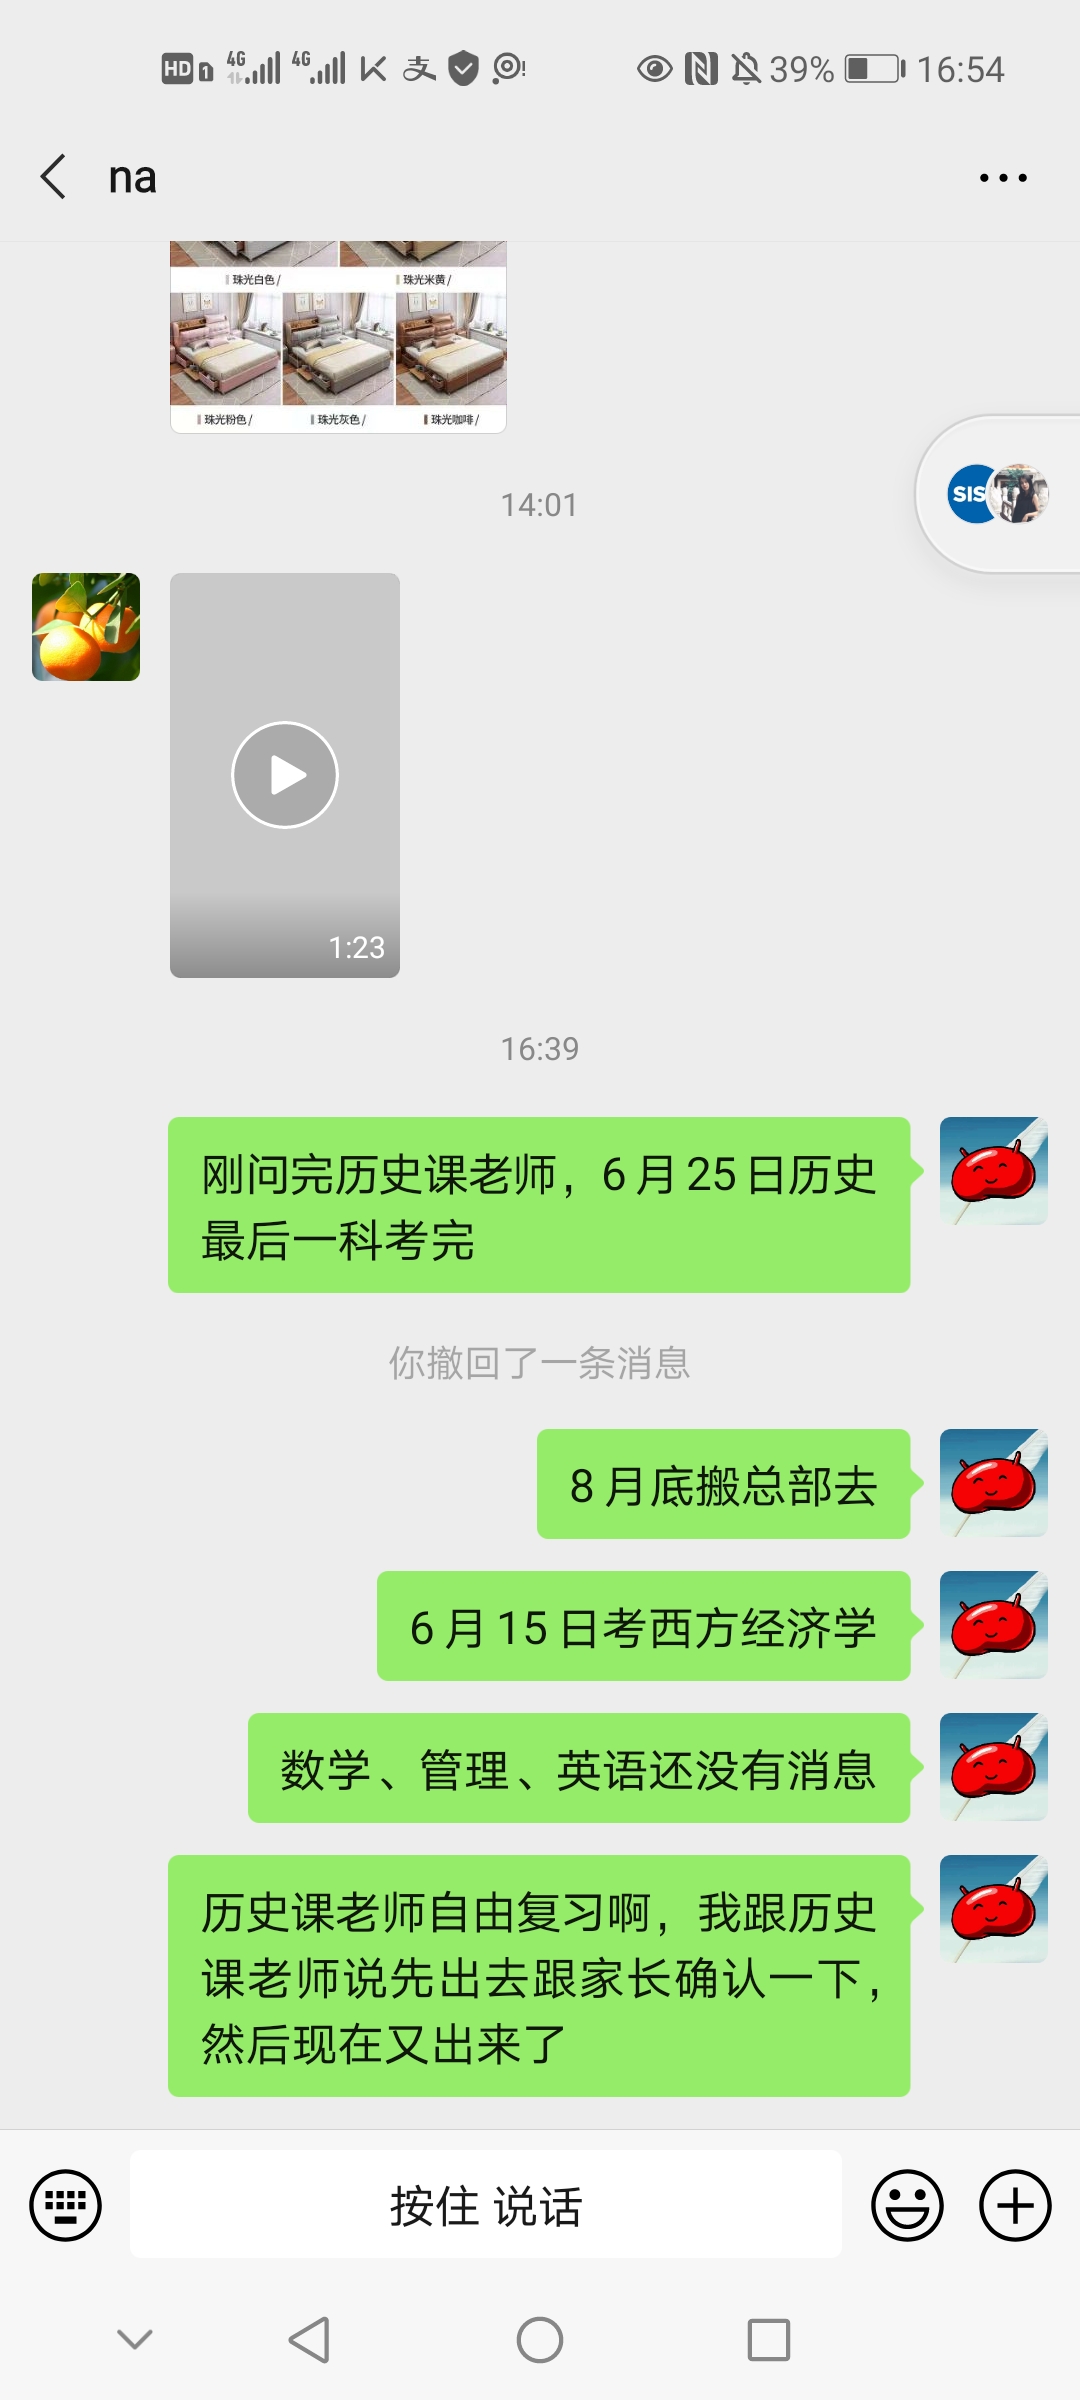 HD 1 4G 4G 支 39% 16:54
na
珠光白色/ 珠光米黄/
珠光粉色/ 珠光灰色/ 珠光咖啡/
14:01
SIS
1:23
16:39
刚问完历史课老师，6月25日历史
最后一科考完
你撤回了一条消息
8月底搬总部去
6月15日考西方经济学
数学、管理、英语还没有消息
历史课老师自由复习啊，我跟历史
课老师说先出去跟家长确认一下，
然后现在又出来了
按住 说话